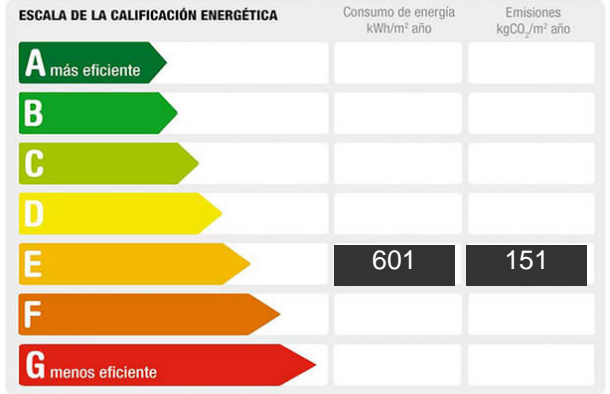 ESCALA DE LA CALIFICACIÓN ENERGÉTICA
Consumo de energía
kWh/m² año
Emisiones
kgCO₂/m² año
A más eficiente
B
C
D
E 601 151
F
G menos eficiente